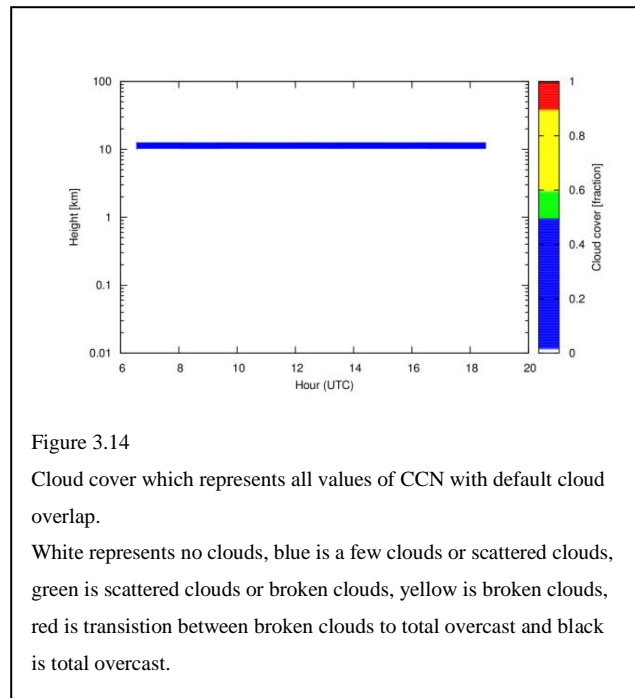 100
10
1
0.1
0.01
Height [km]
6 8 10 12 14 16 18 20
Hour (UTC)
1
0.8
0.6
0.4
0.2
0
Cloud cover [fraction]
Figure 3.14
Cloud cover which represents all values of CCN with default cloud
overlap.
White represents no clouds, blue is a few clouds or scattered clouds,
green is scattered clouds or broken clouds, yellow is broken clouds,
red is transistion between broken clouds to total overcast and black
is total overcast.